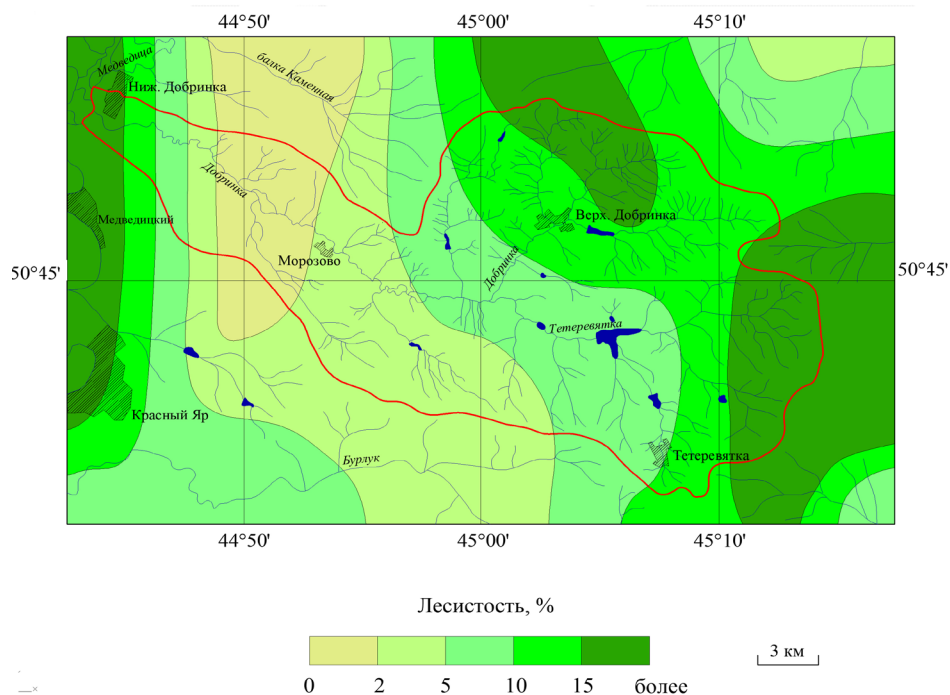 44°50' 45°00' 45°10'
Медведица
балка Каменная
Ниж. Добринка
Добринка
Медведицкий
Верх. Добринка
Морозово
Добринка
50°45' 50°45'
Тетеревятка
Красный Яр
Бурлук
Тетеревятка
44°50' 45°00' 45°10'
Лесистость, %
3 км
0 2 5 10 15 более